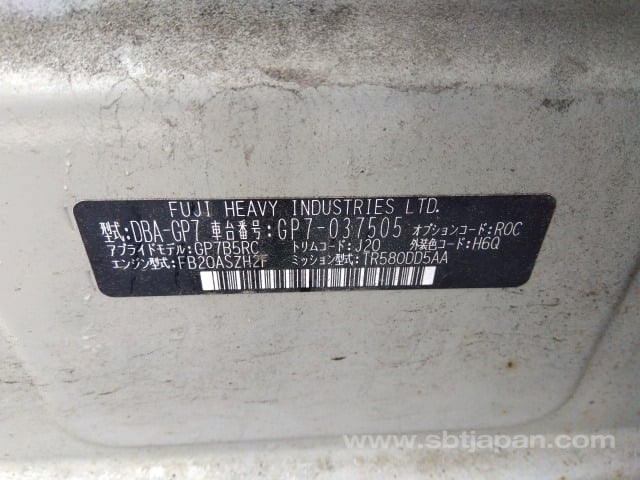 FUJI HEAVY INDUSTRIES LTD.
型式:DBA-GP7 車台番号:GP7-037505 オプションコード:ROC
アプライドモデル:GP7B5RC トリムコード:J20 外装色コード:H6Q
エンジン型式:FB20ASZH2F ミッション型式:TR580DD5AA
www.sbtjapan.com